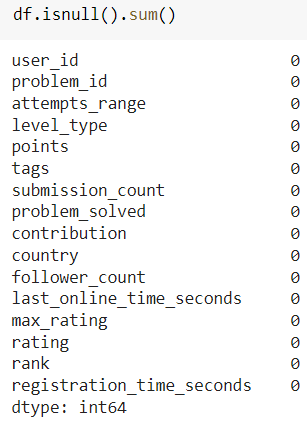 df.isnull().sum()
user_id 0
problem_id 0
attempts_range 0
level_type 0
points 0
tags 0
submission_count 0
problem_solved 0
contribution 0
country 0
follower_count 0
last_online_time_seconds 0
max_rating 0
rating 0
rank 0
registration_time_seconds 0
dtype: int64